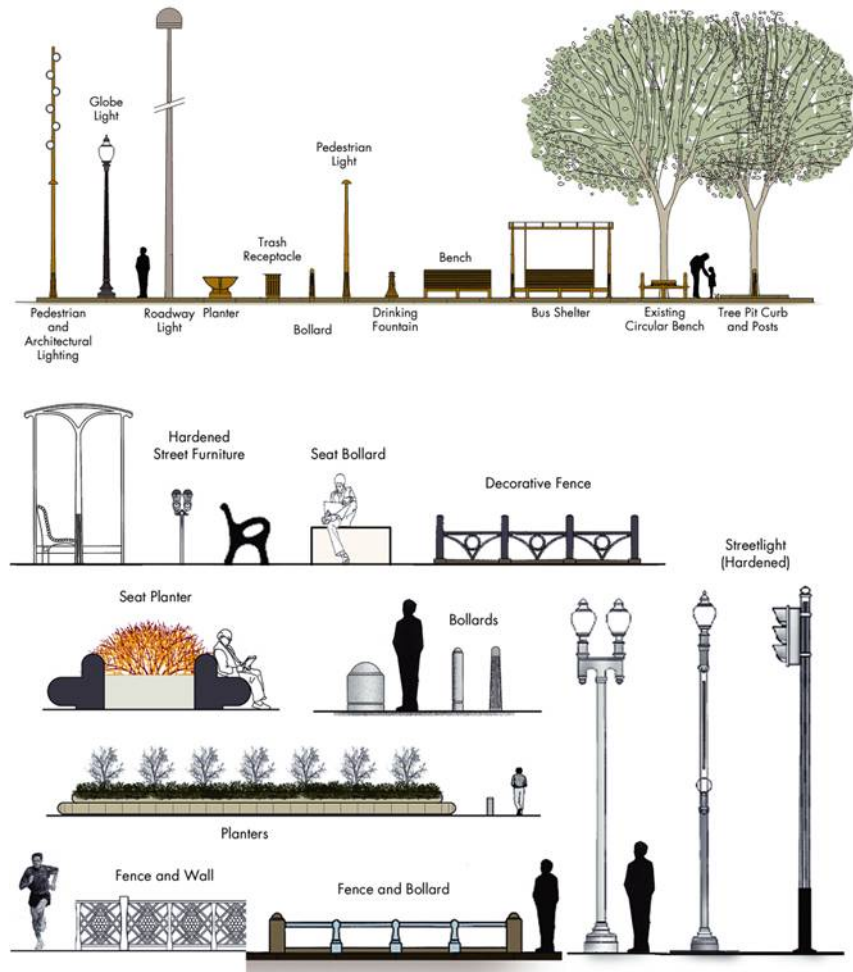 Globe
Light
Pedestrian
Light
Trash
Receptacle
Bench
Pedestrian
and
Architectural
Lighting
Roadway
Light
Planter
Bollard
Drinking
Fountain
Bus Shelter
Existing
Circular Bench
Tree Pit Curb
and Posts
Hardened
Street Furniture
Seat Bollard
Decorative Fence
Streetlight
(Hardened)
Seat Planter
Bollards
Planters
Fence and Wall
Fence and Bollard